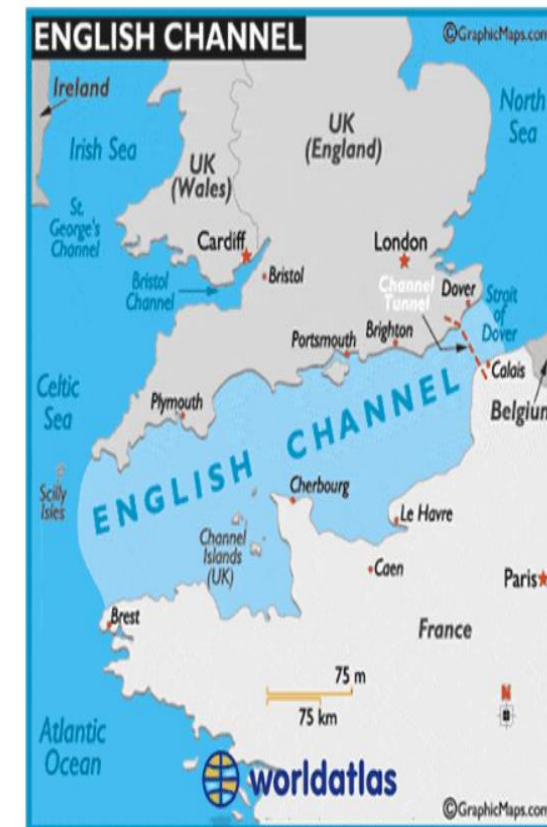 ENGLISH CHANNEL
©GraphicMaps.com
Ireland
North
Sea
UK
(England)
Irish Sea
UK
(Wales)
St.
George's
Channel
Cardiff
London
Bristol
Bristol
Channel
Channel
Tunnel
Dover
Strait
of
Dover
Portsmouth
Brighton
Calais
Celtic
Sea
Plymouth
Belgium
ENGLISH CHANNEL
Scilly
Isles
Cherbourg
Le Havre
Channel
Islands
(UK)
Caen
Paris
Brest
France
75 m
75 km
N
Atlantic
Ocean
worldatlas
©GraphicMaps.com